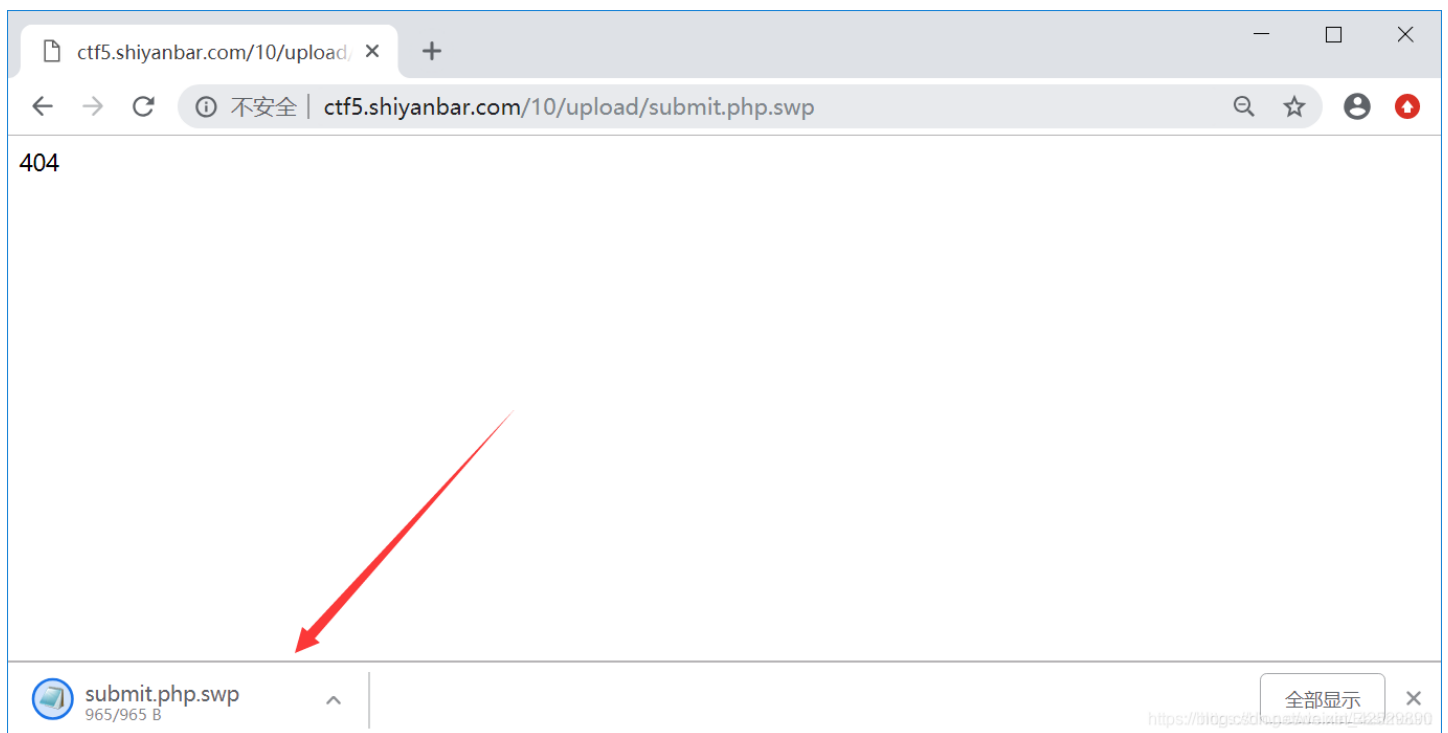 ctf5.shiyanbar.com/10/upload/
不安全 ctf5.shiyanbar.com/10/upload/submit.php.swp
404
submit.php.swp
965/965 B
全部显示